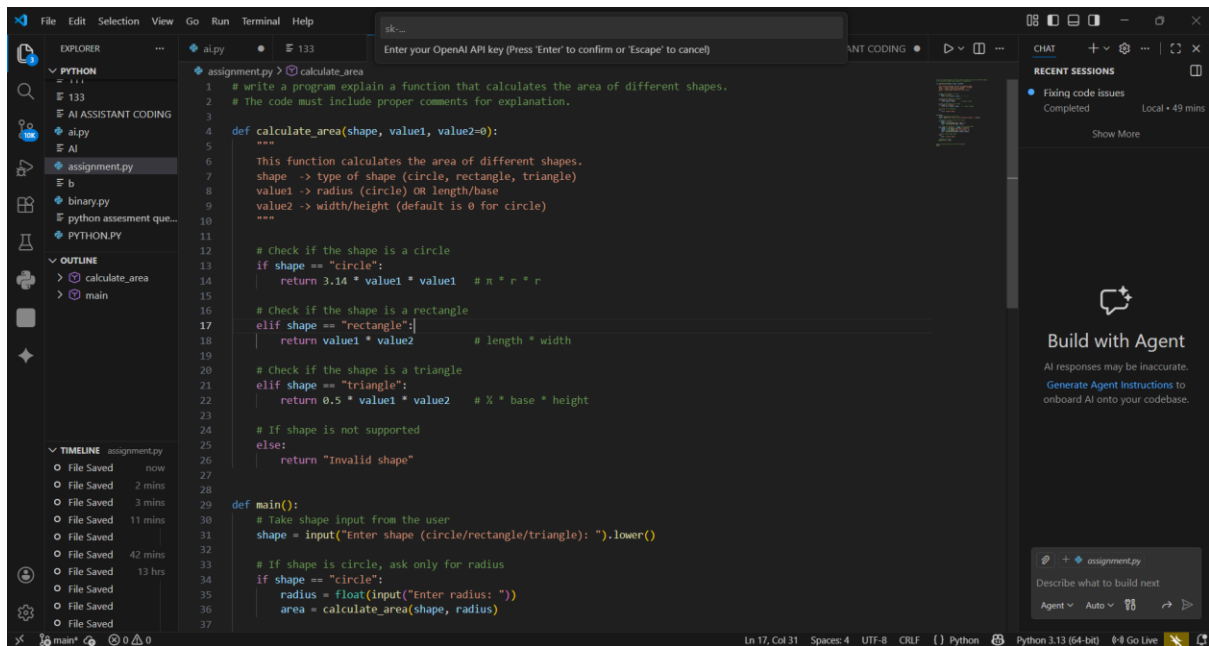 File Edit Selection View Go Run Terminal Help
sk-...
Enter your OpenAI API key (Press 'Enter' to confirm or 'Escape' to cancel)
EXPLORER
PYTHON
133
AI ASSISTANT CODING
ai.py
AI
assignment.py
b
binary.py
python assesment que...
PYTHON.PY
OUTLINE
calculate_area
main
TIMELINE assignment.py
File Saved now
File Saved 2 mins
File Saved 3 mins
File Saved 11 mins
File Saved
File Saved 42 mins
File Saved 13 hrs
File Saved
File Saved
File Saved
3
10K
ai.py 133 ANT CODING
assignment.py > calculate_area
1 # write a program explain a function that calculates the area of different shapes.
2 # The code must include proper comments for explanation.
3
4 def calculate_area(shape, value1, value2=0):
5 """
6 This function calculates the area of different shapes.
7 shape -> type of shape (circle, rectangle, triangle)
8 value1 -> radius (circle) OR length/base
9 value2 -> width/height (default is 0 for circle)
10 """
11
12 # Check if the shape is a circle
13 if shape == "circle":
14 return 3.14 * value1 * value1 # π * r * r
15
16 # Check if the shape is a rectangle
17 elif shape == "rectangle":
18 return value1 * value2 # length * width
19
20 # Check if the shape is a triangle
21 elif shape == "triangle":
22 return 0.5 * value1 * value2 # ½ * base * height
23
24 # If shape is not supported
25 else:
26 return "Invalid shape"
27
28
29 def main():
30 # Take shape input from the user
31 shape = input("Enter shape (circle/rectangle/triangle): ").lower()
32
33 # If shape is circle, ask only for radius
34 if shape == "circle":
35 radius = float(input("Enter radius: "))
36 area = calculate_area(shape, radius)
37
CHAT
RECENT SESSIONS
Fixing code issues
Completed Local • 49 mins
Show More
Build with Agent
AI responses may be inaccurate.
Generate Agent Instructions to
onboard AI onto your codebase.
+ assignment.py
Describe what to build next
Agent Auto
main* 0 0 Ln 17, Col 31 Spaces: 4 UTF-8 CRLF {} Python Python 3.13 (64-bit) Go Live